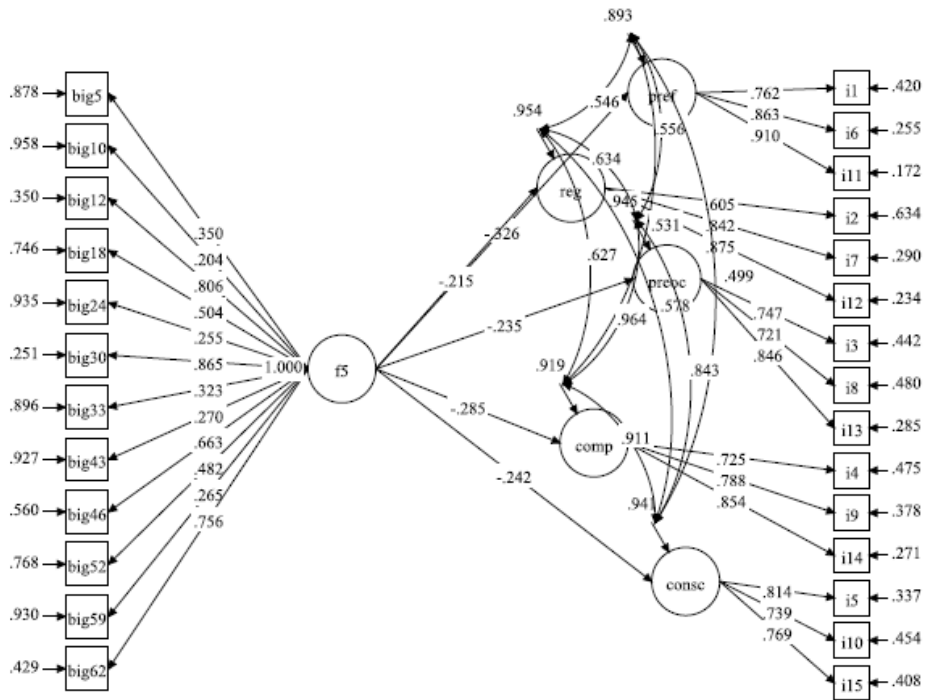 .893
.878 big5
.350
.958 big10
.204
.350 big12
.806
.746 big18
.504
.935 big24
.255
.251 big30
.865
.896 big33
.323
.927 big43
.270
.560 big46
.663
.768 big52
.482
.930 big59
.265
.429 big62
.756
1.000
f5
-.326
-.215
-.235
-.285
-.242
pref
.546
.556
.954
reg
.634
.945
.531
.627
preoc
.578
.964
.499
.919
comp
.911
.843
.941
consc
.762 i1 .420
.863 i6 .255
.910 i11 .172
.605 i2 .634
.842 i7 .290
.875 i12 .234
.747 i3 .442
.721 i8 .480
.846 i13 .285
.725 i4 .475
.788 i9 .378
.854 i14 .271
.814 i5 .337
.739 i10 .454
.769 i15 .408